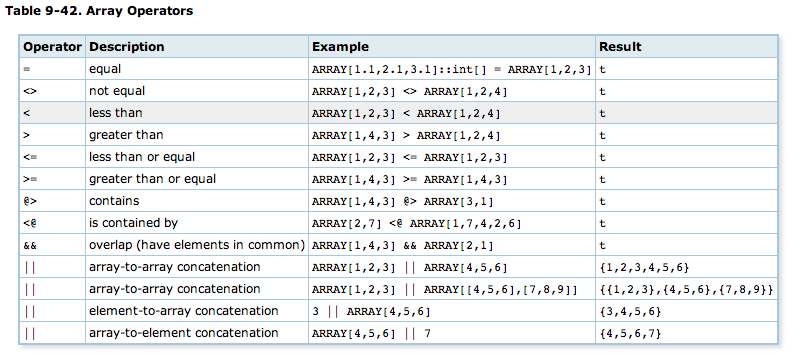 Table 9-42. Array Operators
Operator Description Example Result
= equal ARRAY[1.1,2.1,3.1]::int[] = ARRAY[1,2,3] t
<> not equal ARRAY[1,2,3] <> ARRAY[1,2,4] t
< less than ARRAY[1,2,3] < ARRAY[1,2,4] t
> greater than ARRAY[1,4,3] > ARRAY[1,2,4] t
<= less than or equal ARRAY[1,2,3] <= ARRAY[1,2,3] t
>= greater than or equal ARRAY[1,4,3] >= ARRAY[1,4,3] t
@> contains ARRAY[1,4,3] @> ARRAY[3,1] t
<@ is contained by ARRAY[2,7] <@ ARRAY[1,7,4,2,6] t
&& overlap (have elements in common) ARRAY[1,4,3] && ARRAY[2,1] t
|| array-to-array concatenation ARRAY[1,2,3] || ARRAY[4,5,6] {1,2,3,4,5,6}
|| array-to-array concatenation ARRAY[1,2,3] || ARRAY[[4,5,6],[7,8,9]] {{1,2,3},{4,5,6},{7,8,9}}
|| element-to-array concatenation 3 || ARRAY[4,5,6] {3,4,5,6}
|| array-to-element concatenation ARRAY[4,5,6] || 7 {4,5,6,7}